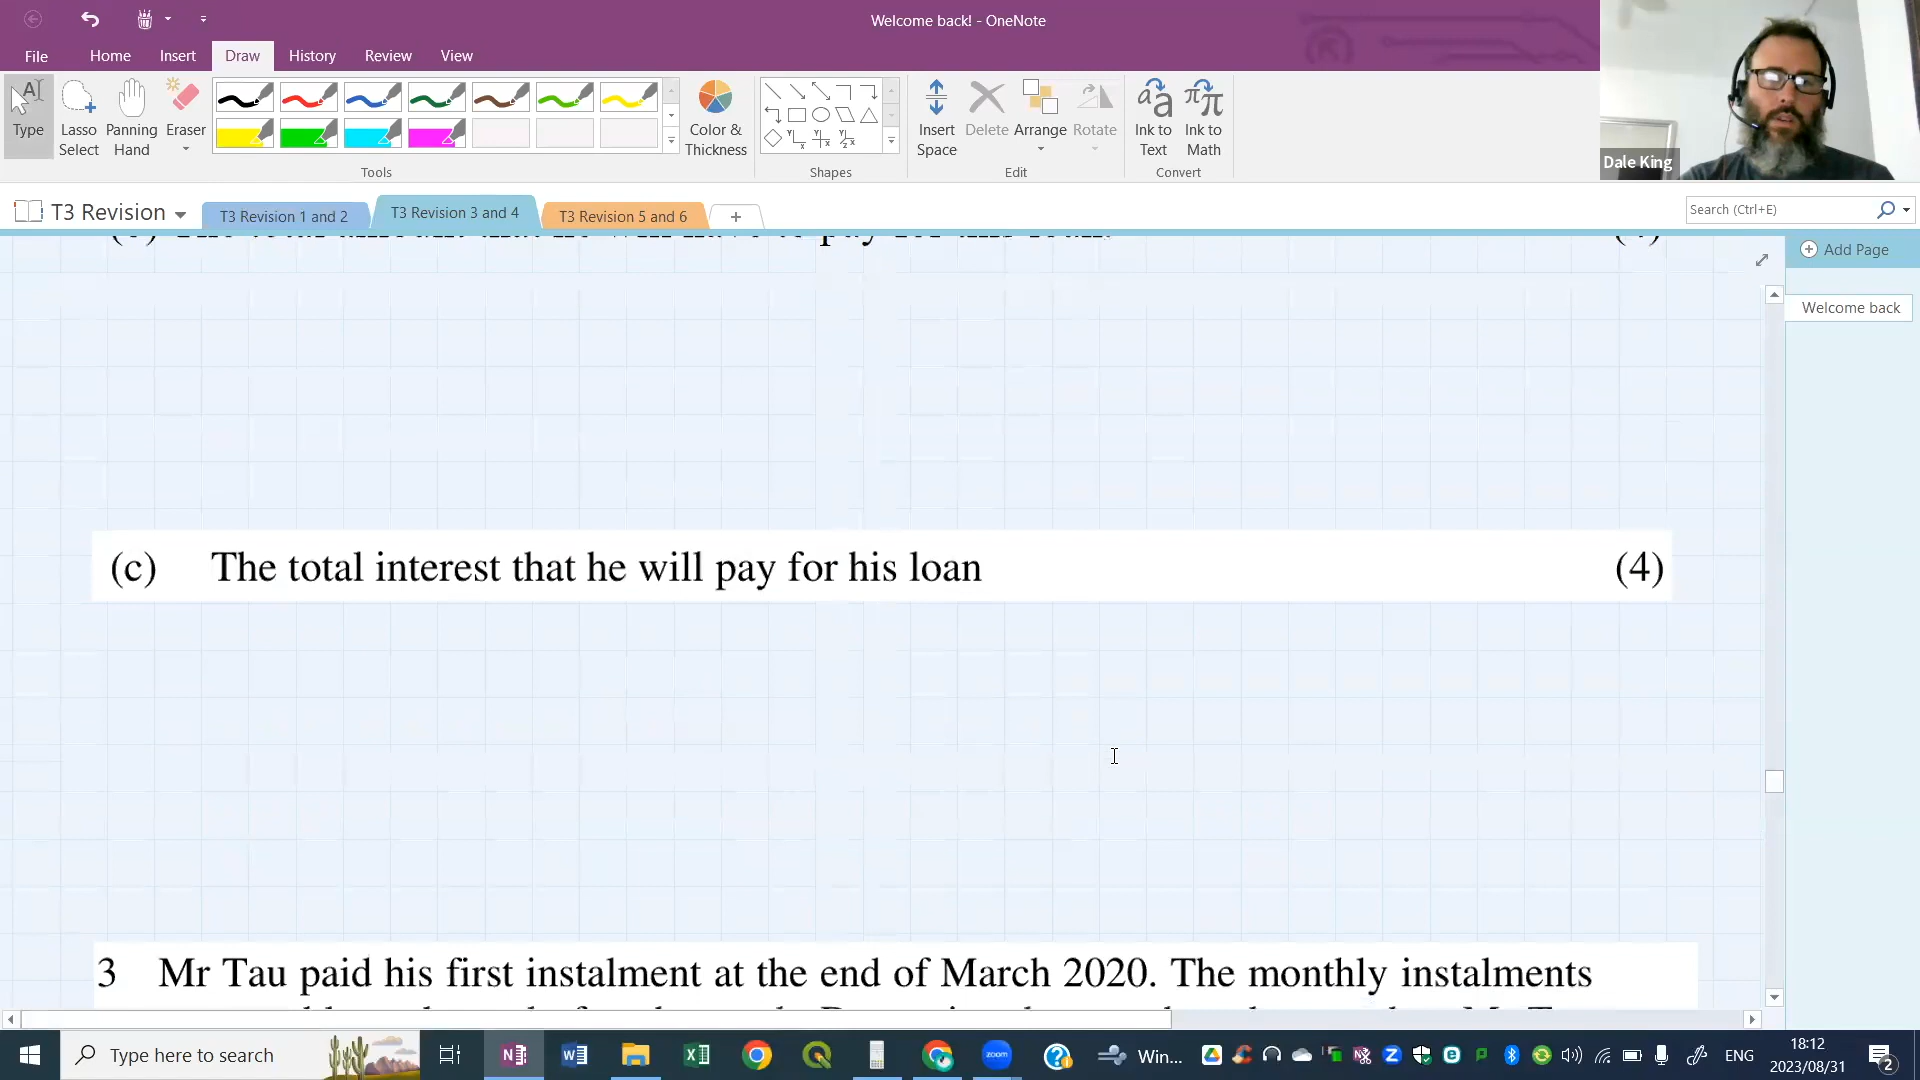 Welcome back! - OneNote
File Home Insert Draw History Review View
Type
Lasso Select
Panning Hand
Eraser
Color & Thickness
Insert Space
Delete
Arrange
Rotate
Ink to Text
Ink to Math
Tools
Shapes
Edit
Convert
Dale King
T3 Revision
T3 Revision 1 and 2
T3 Revision 3 and 4
T3 Revision 5 and 6
Search (Ctrl+E)
Add Page
Welcome back
(c) The total interest that he will pay for his loan (4)
3 Mr Tau paid his first instalment at the end of March 2020. The monthly instalments
Type here to search
zoom
Win...
ENG
18:12
2023/08/31
2